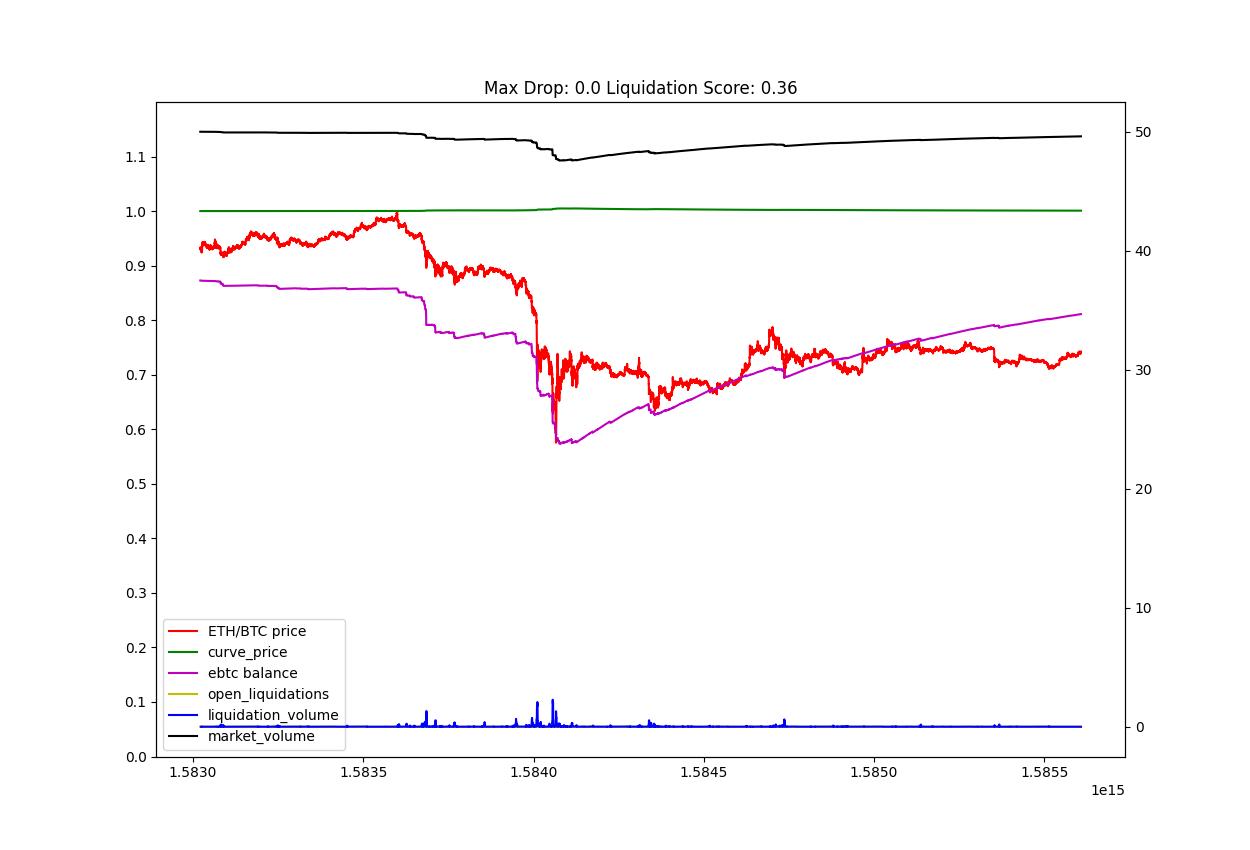 Max Drop: 0.0 Liquidation Score: 0.36
1.1
1.0
0.9
0.8
0.7
0.6
0.5
0.4
0.3
0.2
0.1
0.0
50
40
30
20
10
0
ETH/BTC price
curve_price
ebtc balance
open_liquidations
liquidation_volume
market_volume
1.5830 1.5835 1.5840 1.5845 1.5850 1.5855
1e15